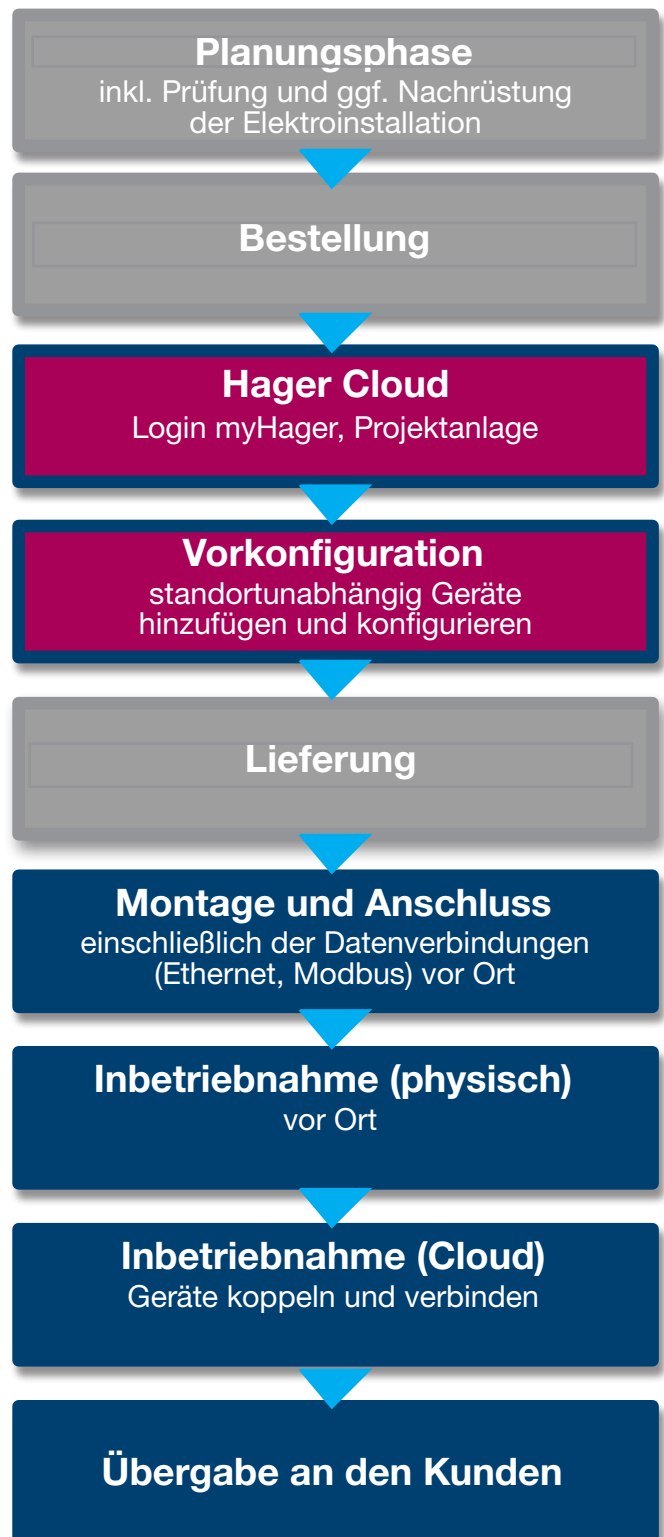 Planungsphase
inkl. Prüfung und ggf. Nachrüstung
der Elektroinstallation
Bestellung
Hager Cloud
Login myHager, Projektanlage
Vorkonfiguration
standortunabhängig Geräte
hinzufügen und konfigurieren
Lieferung
Montage und Anschluss
einschließlich der Datenverbindungen
(Ethernet, Modbus) vor Ort
Inbetriebnahme (physisch)
vor Ort
Inbetriebnahme (Cloud)
Geräte koppeln und verbinden
Übergabe an den Kunden